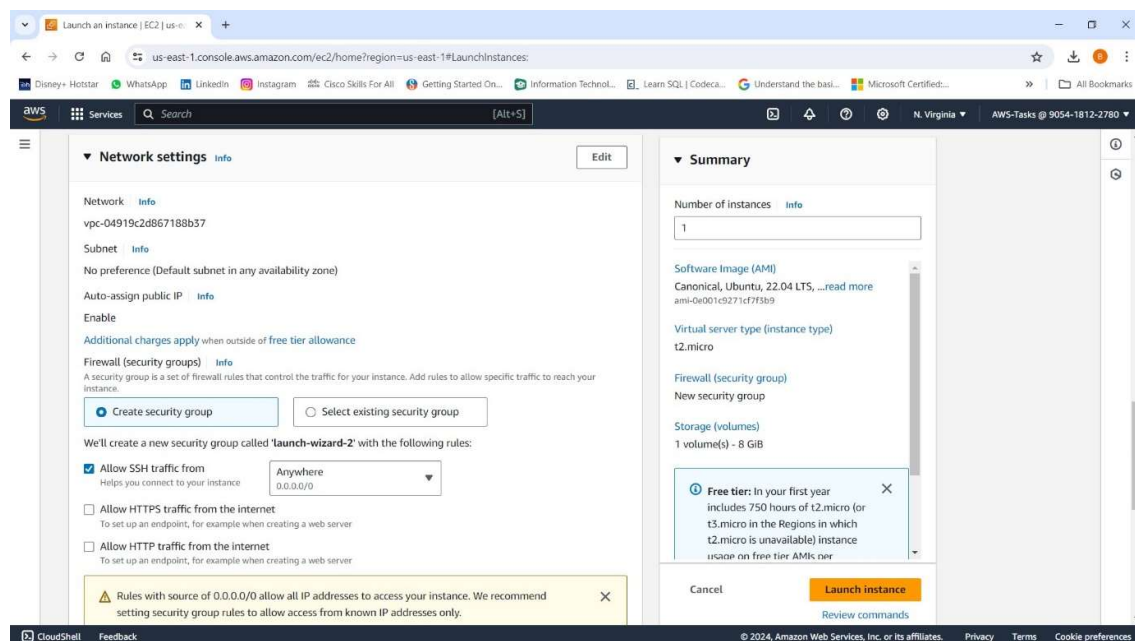 Launch an instance | EC2 | us-e
us-east-1.console.aws.amazon.com/ec2/home?region=us-east-1#LaunchInstances:
Disney+ Hotstar WhatsApp LinkedIn Instagram Cisco Skills For All Getting Started On... Information Technol... Learn SQL | Codeca... Understand the basi... Microsoft Certified:... » All Bookmarks
aws Services Search [Alt+S] N. Virginia AWS-Tasks @ 9054-1812-2780
Network settings Info
Edit
Network Info
vpc-04919c2d867188b37
Subnet Info
No preference (Default subnet in any availability zone)
Auto-assign public IP Info
Enable
Additional charges apply when outside of free tier allowance
Firewall (security groups) Info
A security group is a set of firewall rules that control the traffic for your instance. Add rules to allow specific traffic to reach your
instance.
Create security group
Select existing security group
We'll create a new security group called 'launch-wizard-2' with the following rules:
Allow SSH traffic from
Helps you connect to your instance
Anywhere
0.0.0.0/0
Allow HTTPS traffic from the internet
To set up an endpoint, for example when creating a web server
Allow HTTP traffic from the internet
To set up an endpoint, for example when creating a web server
Rules with source of 0.0.0.0/0 allow all IP addresses to access your instance. We recommend
setting security group rules to allow access from known IP addresses only.
Summary
Number of instances Info
1
Software Image (AMI)
Canonical, Ubuntu, 22.04 LTS, ...read more
ami-0e001c9271cf7f3b9
Virtual server type (instance type)
t2.micro
Firewall (security group)
New security group
Storage (volumes)
1 volume(s) - 8 GiB
Free tier: In your first year
includes 750 hours of t2.micro (or
t3.micro in the Regions in which
t2.micro is unavailable) instance
usage on free tier AMIs per
Cancel
Launch instance
Review commands
CloudShell Feedback © 2024, Amazon Web Services, Inc. or its affiliates. Privacy Terms Cookie preferences